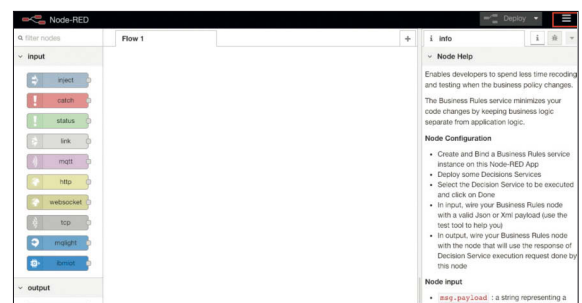 Node-RED
Deploy
filter nodes
Flow 1
+
i info
i
input
inject
catch
status
link
mqtt
http
websocket
tcp
mqlight
ibmiot
output
Node Help
Enables developers to spend less time recoding
and testing when the business policy changes.
The Business Rules service minimizes your
code changes by keeping business logic
separate from application logic.
Node Configuration
• Create and Bind a Business Rules service
instance on this Node-RED App
• Deploy some Decisions Services
• Select the Decision Service to be executed
and click on Done
• In input, wire your Business Rules node
with a valid Json or Xml payload (use the
test tool to help you)
• In output, wire your Business Rules node
with the node that will use the response of
Decision Service execution request done by
this node
Node input
• msg.payload : a string representing a